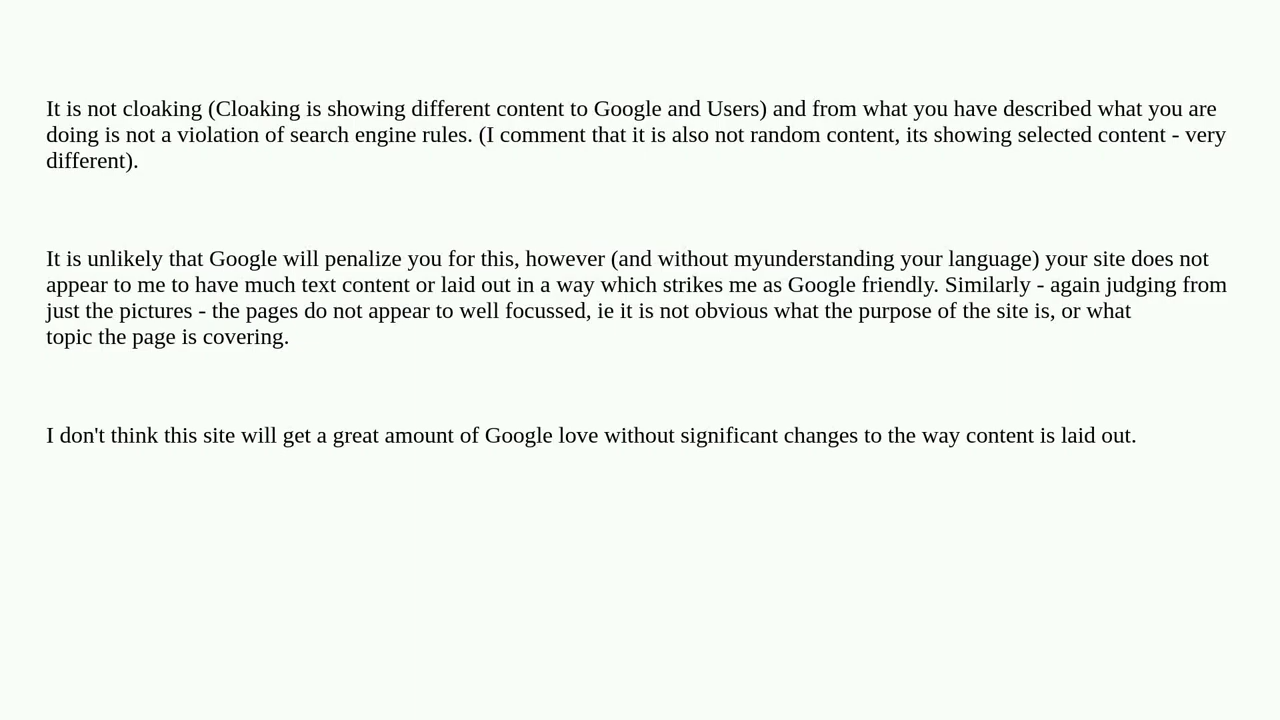 It is not cloaking (Cloaking is showing different content to Google and Users) and from what you have described what you are
doing is not a violation of search engine rules. (I comment that it is also not random content, its showing selected content - very
different).
It is unlikely that Google will penalize you for this, however (and without myunderstanding your language) your site does not
appear to me to have much text content or laid out in a way which strikes me as Google friendly. Similarly - again judging from
just the pictures - the pages do not appear to well focussed, ie it is not obvious what the purpose of the site is, or what
topic the page is covering.
I don't think this site will get a great amount of Google love without significant changes to the way content is laid out.